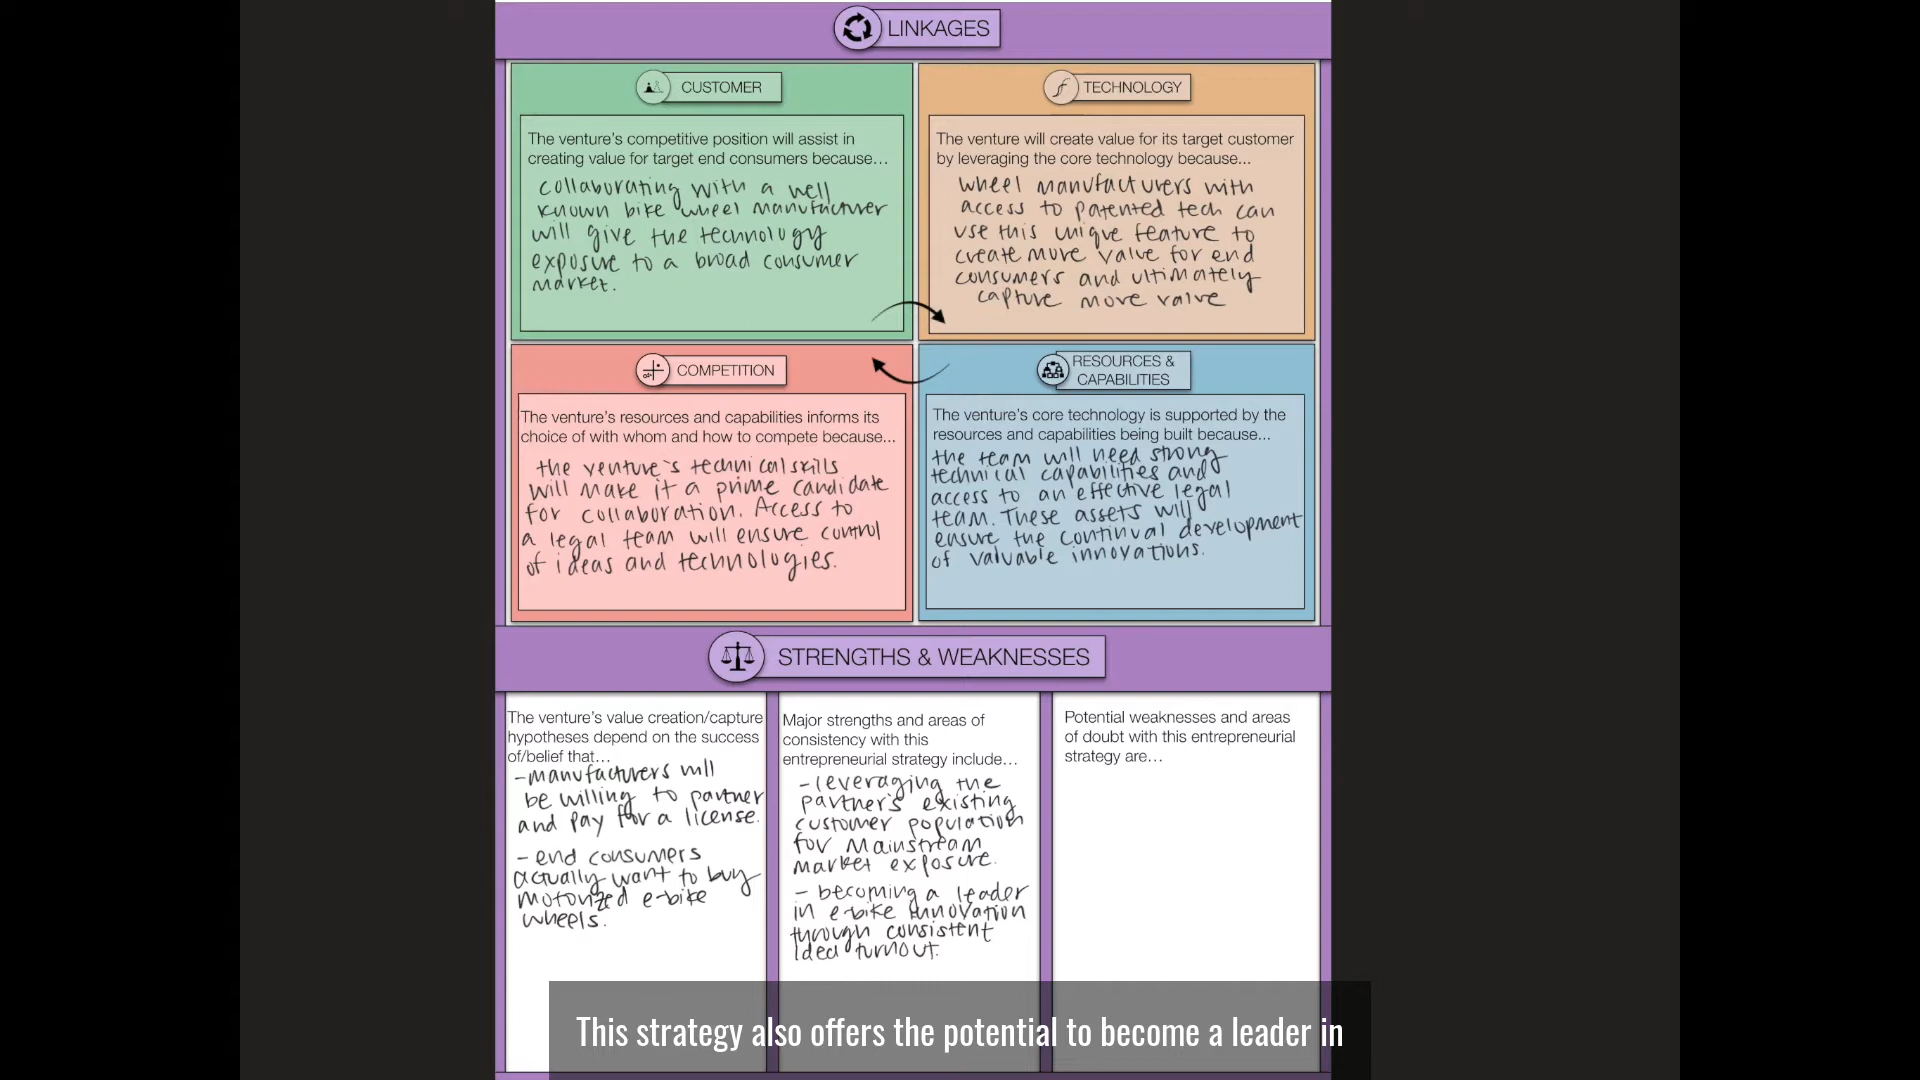 LINKAGES
CUSTOMER
The venture's competitive position will assist in
creating value for target end consumers because...
collaborating with a well
known bike wheel manufacturer
will give the technology
exposure to a broad consumer
market.
TECHNOLOGY
The venture will create value for its target customer
by leveraging the core technology because...
wheel manufacturers with
access to patented tech can
use this unique feature to
create more value for end
consumers and ultimately
capture more value
COMPETITION
The venture's resources and capabilities informs its
choice of with whom and how to compete because...
the venture's technical skills
will make it a prime candidate
for collaboration. Access to
a legal team will ensure control
of ideas and technologies.
RESOURCES &
CAPABILITIES
The venture's core technology is supported by the
resources and capabilities being built because...
the team will need strong
technical capabilities and
access to an effective legal
team. These assets will
ensure the continual development
of valuable innovations.
STRENGTHS & WEAKNESSES
The venture's value creation/capture
hypotheses depend on the success
of/belief that...
- manufacturers will
be willing to partner
and pay for a license.
- end consumers
actually want to buy
motorized e-bike
wheels.
Major strengths and areas of
consistency with this
entrepreneurial strategy include...
- leveraging the
partner's existing
customer population
for mainstream
market exposure.
- becoming a leader
in e-bike innovation
through consistent
idea turnout.
Potential weaknesses and areas
of doubt with this entrepreneurial
strategy are...
This strategy also offers the potential to become a leader in